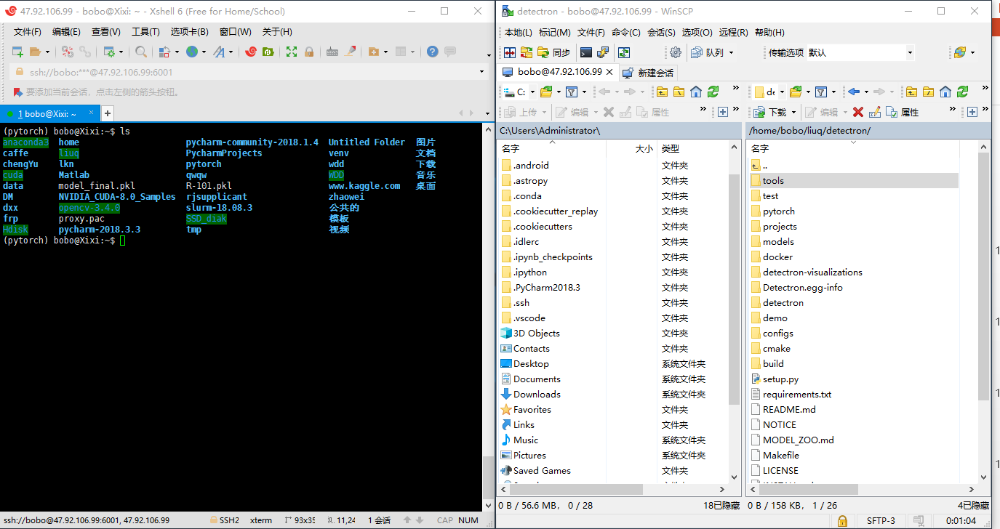 47.92.106.99 - bobo@Xixi: ~ - Xshell 6 (Free for Home/School)
文件(F) 编辑(E) 查看(V) 工具(T) 选项卡(B) 窗口(W) 关于(H)
ssh://bobo:***@47.92.106.99:6001
要添加当前会话，点击左侧的箭头按钮。
1 bobo@Xixi: ~ × +
(pytorch) bobo@Xixi:~$ ls
anaconda3 home pycharm-community-2018.1.4 Untitled Folder 图片
caffe liuq PycharmProjects venv 文档
chengYu lkn pytorch wdd 下载
cuda Matlab qwqw WDD 音乐
data model_final.pkl R-101.pkl www.kaggle.com 桌面
DM NVIDIA_CUDA-8.0_Samples rjsupplicant zhaowei
dxx opencv-3.4.0 slurm-18.08.3 公共的
frp proxy.pac SSD_diak 模板
Hdisk pycharm-2018.3.3 tmp 视频
(pytorch) bobo@Xixi:~$
ssh://bobo@47.92.106.99:6001, 47.92.106.99 SSH2 xterm 93x35 11,24 1 会话 CAP NUM
detectron - bobo@47.92.106.99 - WinSCP
本地(L) 标记(M) 文件(F) 命令(C) 会话(S) 选项(O) 远程(R) 帮助(H)
同步 队列 传输选项 默认
bobo@47.92.106.99 × 新建会话
C:
上传 编辑 属性
C:\Users\Administrator\
名字 大小 类型
.android 文件夹
.astropy 文件夹
.conda 文件夹
.cookiecutter_replay 文件夹
.cookiecutters 文件夹
.idlerc 文件夹
.ipynb_checkpoints 文件夹
.ipython 文件夹
.PyCharm2018.3 文件夹
.ssh 文件夹
.vscode 文件夹
3D Objects 文件夹
Contacts 文件夹
Desktop 系统文件夹
Documents 系统文件夹
Downloads 系统文件夹
Favorites 文件夹
Links 文件夹
Music 系统文件夹
Pictures 系统文件夹
Saved Games 文件夹
0 B / 56.6 MB， 0 / 28 18已隐藏
de
下载 编辑 属性
/home/bobo/liuq/detectron/
名字
..
tools
test
pytorch
projects
models
docker
detectron-visualizations
Detectron.egg-info
detectron
demo
configs
cmake
build
setup.py
requirements.txt
README.md
NOTICE
MODEL_ZOO.md
Makefile
LICENSE
0 B / 158 KB， 1 / 26 4已隐藏
SFTP-3 0:01:04